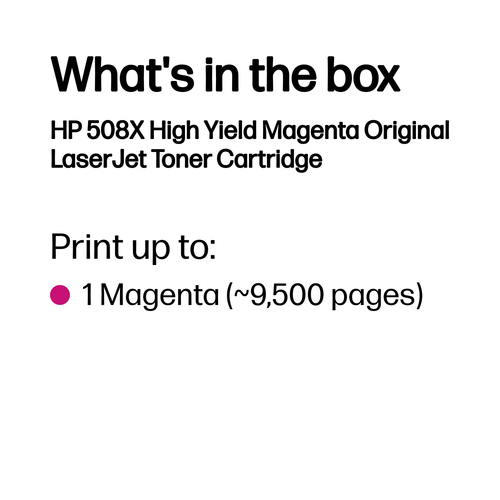 What's in the box
HP 508X High Yield Magenta Original
LaserJet Toner Cartridge
Print up to:
1 Magenta (~9,500 pages)